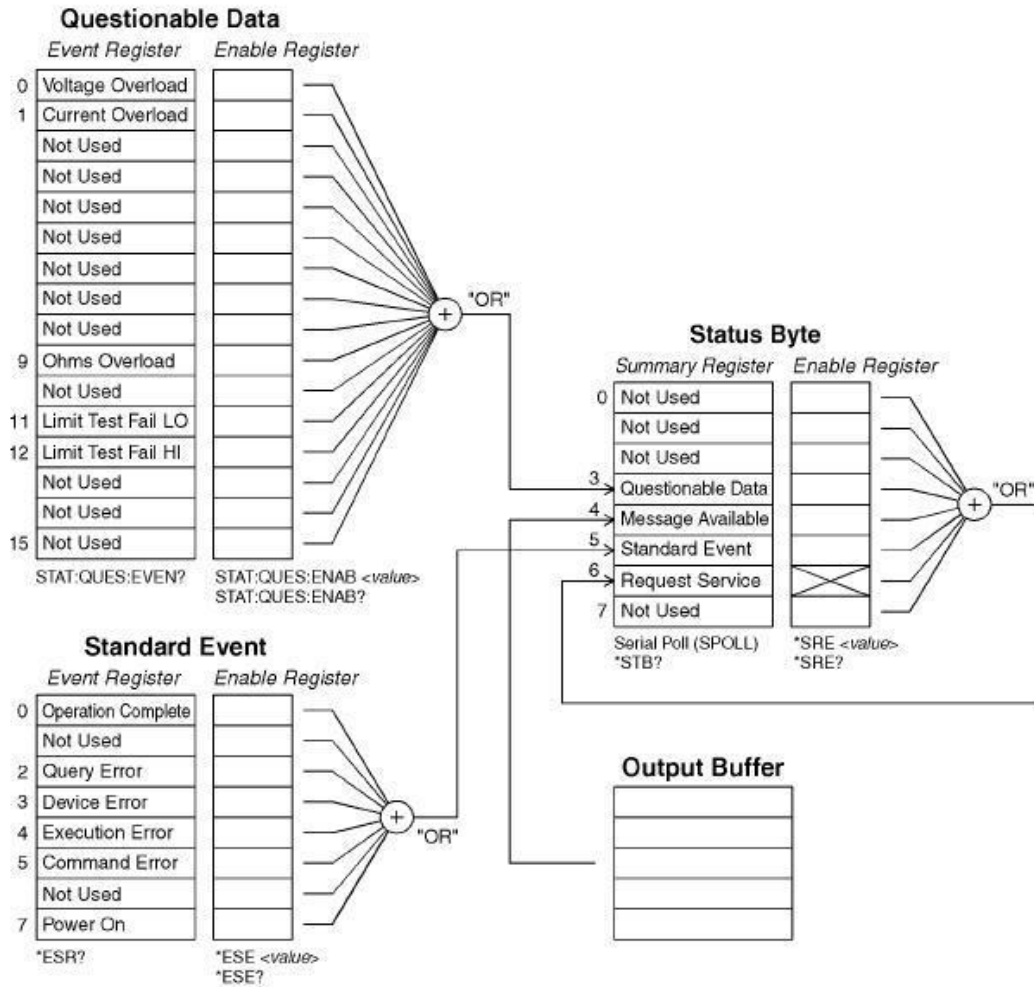 Questionable Data
Event Register Enable Register
0 Voltage Overload
1 Current Overload
Not Used
Not Used
Not Used
Not Used
Not Used
Not Used
Not Used
9 Ohms Overload
Not Used
11 Limit Test Fail LO
12 Limit Test Fail HI
Not Used
Not Used
15 Not Used
STAT:QUES:EVEN? STAT:QUES:ENAB <value>
STAT:QUES:ENAB?
+ "OR"
Status Byte
Summary Register Enable Register
0 Not Used
Not Used
Not Used
3 Questionable Data
4 Message Available
5 Standard Event
6 Request Service
7 Not Used
Serial Poll (SPOLL) *SRE <value>
*STB? *SRE?
+ "OR"
Standard Event
Event Register Enable Register
0 Operation Complete
Not Used
2 Query Error
3 Device Error
4 Execution Error
5 Command Error
Not Used
7 Power On
*ESR? *ESE <value>
*ESE?
+ "OR"
Output Buffer